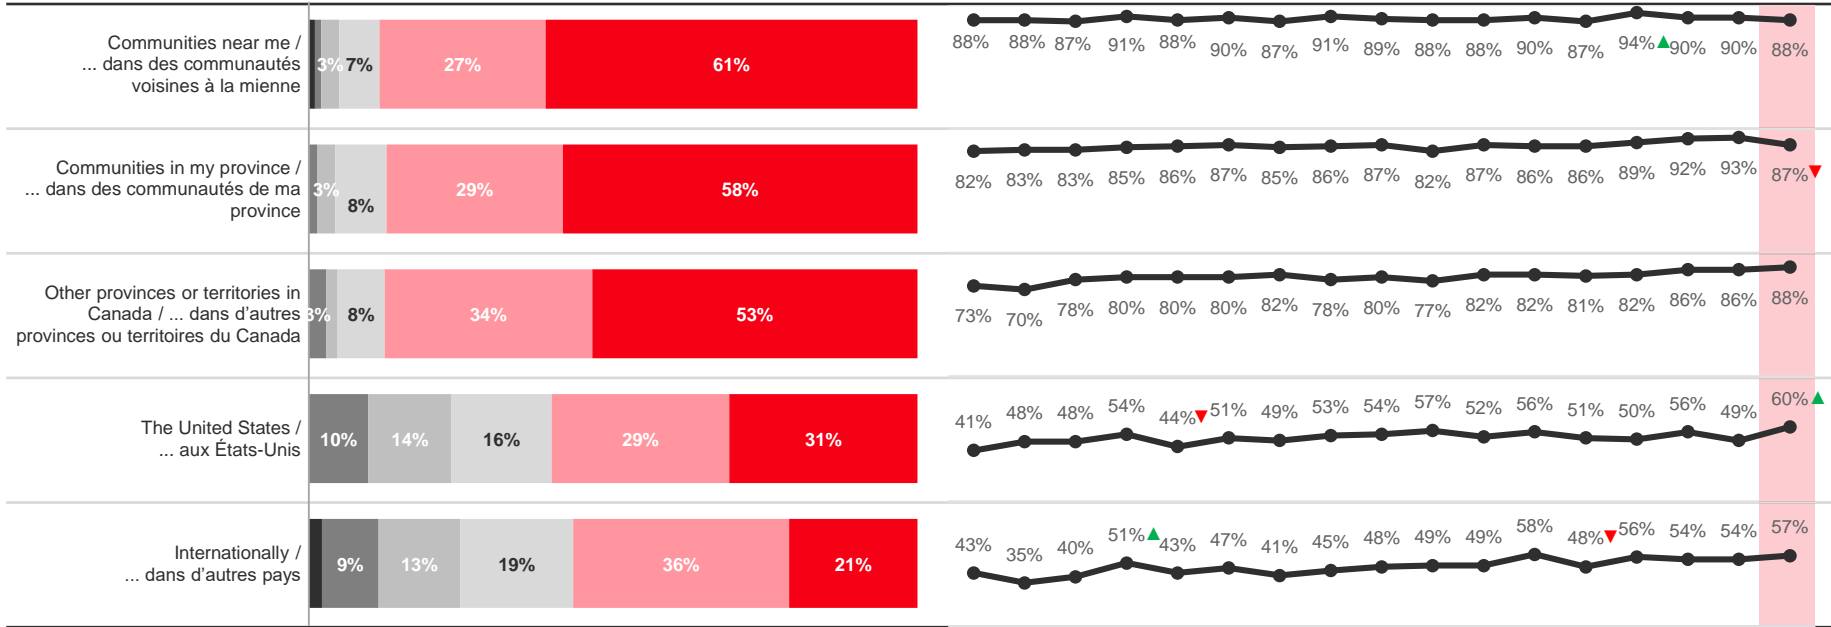 Communities near me /
... dans des communautés
voisines à la mienne
3% 7% 27% 61%
88% 88% 87% 91% 88% 90% 87% 91% 89% 88% 88% 90% 87% 94% 90% 90% 88%
Communities in my province /
... dans des communautés de ma
province
3% 8% 29% 58%
82% 83% 83% 85% 86% 87% 85% 86% 87% 82% 87% 86% 86% 89% 92% 93% 87%
Other provinces or territories in
Canada / ... dans d'autres
provinces ou territoires du Canada
3% 8% 34% 53%
73% 70% 78% 80% 80% 80% 82% 78% 80% 77% 82% 82% 81% 82% 86% 86% 88%
The United States /
... aux États-Unis
10% 14% 16% 29% 31%
41% 48% 48% 54% 44% 51% 49% 53% 54% 57% 52% 56% 51% 50% 56% 49% 60%
Internationally /
... dans d'autres pays
9% 13% 19% 36% 21%
43% 35% 40% 51% 43% 47% 41% 45% 48% 49% 49% 58% 48% 56% 54% 54% 57%